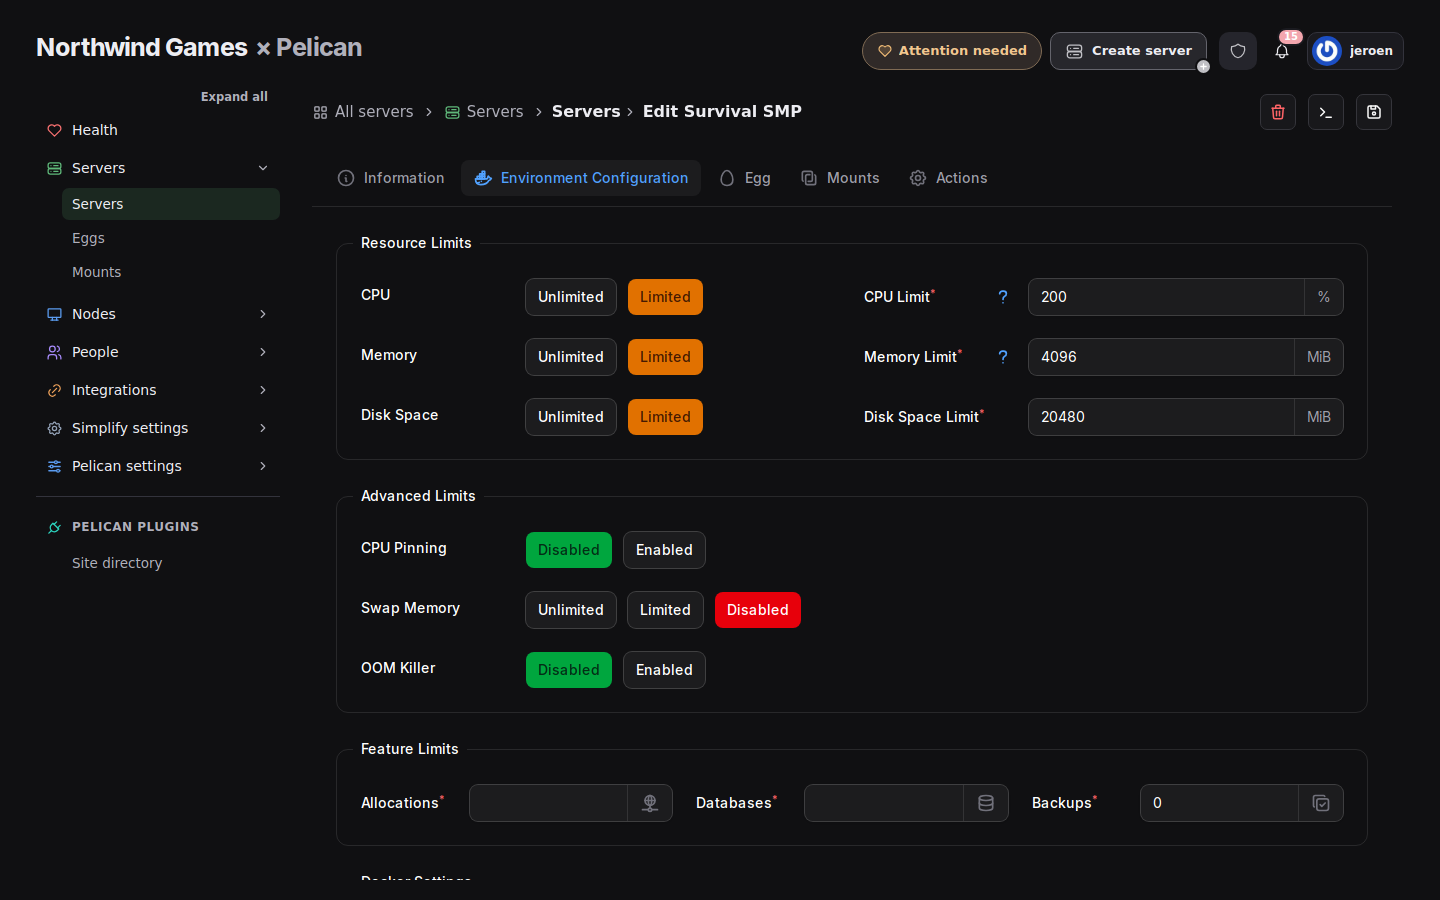 Northwind Games × Pelican
Attention needed
Create server
15
jeroen
Expand all
Health
Servers
Servers
Eggs
Mounts
Nodes
People
Integrations
Simplify settings
Pelican settings
PELICAN PLUGINS
Site directory
All servers > Servers > Servers > Edit Survival SMP
Information
Environment Configuration
Egg
Mounts
Actions
Resource Limits
CPU Unlimited Limited CPU Limit* ? 200 %
Memory Unlimited Limited Memory Limit* ? 4096 MiB
Disk Space Unlimited Limited Disk Space Limit* 20480 MiB
Advanced Limits
CPU Pinning Disabled Enabled
Swap Memory Unlimited Limited Disabled
OOM Killer Disabled Enabled
Feature Limits
Allocations* Databases* Backups* 0
Docker Settings